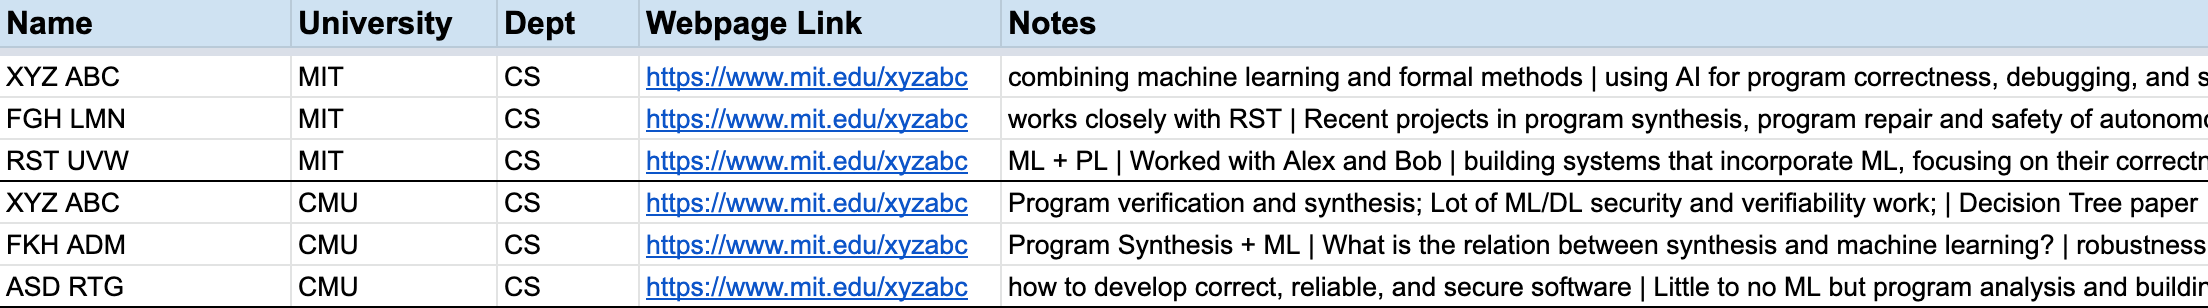 Name University Dept Webpage Link Notes
XYZ ABC MIT CS https://www.mit.edu/xyzabc combining machine learning and formal methods | using AI for program correctness, debugging, and
FGH LMN MIT CS https://www.mit.edu/xyzabc works closely with RST | Recent projects in program synthesis, program repair and safety of
RST UVW MIT CS https://www.mit.edu/xyzabc ML + PL | Worked with Alex and Bob | building systems that incorporate ML, focusing on their
XYZ ABC CMU CS https://www.mit.edu/xyzabc Program verification and synthesis; Lot of ML/DL security and verifiability work; | Decision Tree paper
FKH ADM CMU CS https://www.mit.edu/xyzabc Program Synthesis + ML | What is the relation between synthesis and machine learning? | robustness
ASD RTG CMU CS https://www.mit.edu/xyzabc how to develop correct, reliable, and secure software | Little to no ML but program analysis and